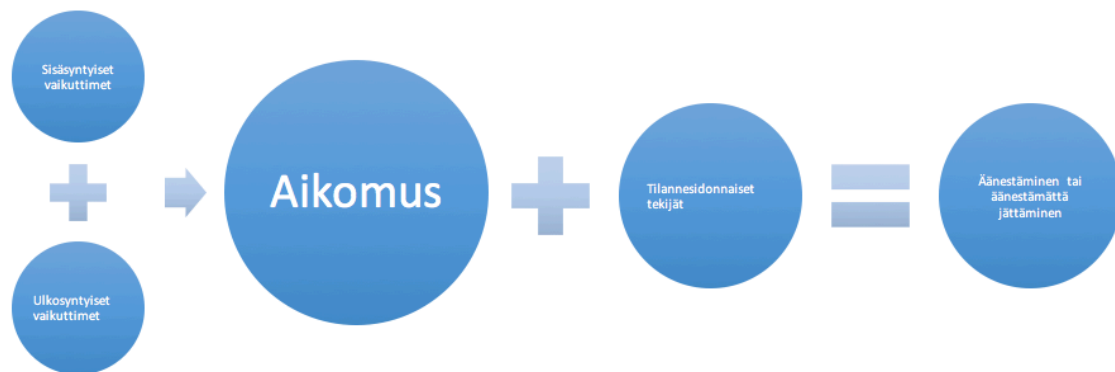 Sisäsyntyiset
vaikuttimet
Ulkosyntyiset
vaikuttimet
Aikomus
Tilannesidonnaiset
tekijät
Äänestäminen tai
äänestämättä
jättäminen